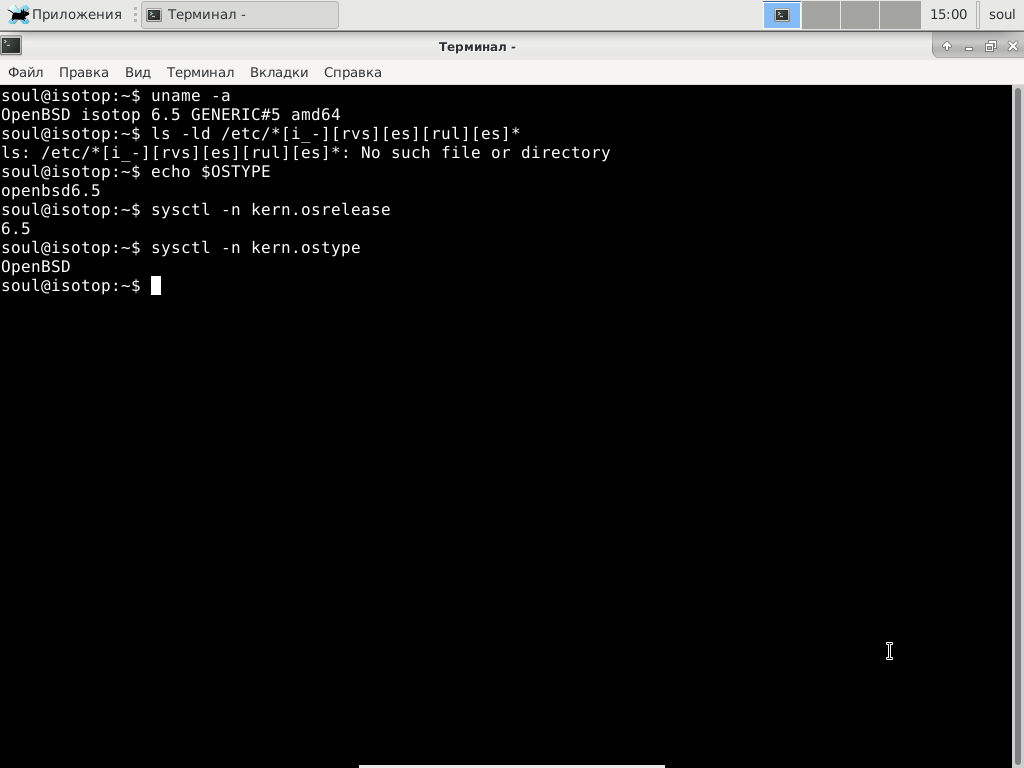 Приложения
Терминал -
15:00
soul
Терминал -
Файл Правка Вид Терминал Вкладки Справка
soul@isotop:~$ uname -a
OpenBSD isotop 6.5 GENERIC#5 amd64
soul@isotop:~$ ls -ld /etc/*[i_-][rvs][es][rul][es]*
ls: /etc/*[i_-][rvs][es][rul][es]*: No such file or directory
soul@isotop:~$ echo $OSTYPE
openbsd6.5
soul@isotop:~$ sysctl -n kern.osrelease
6.5
soul@isotop:~$ sysctl -n kern.ostype
OpenBSD
soul@isotop:~$